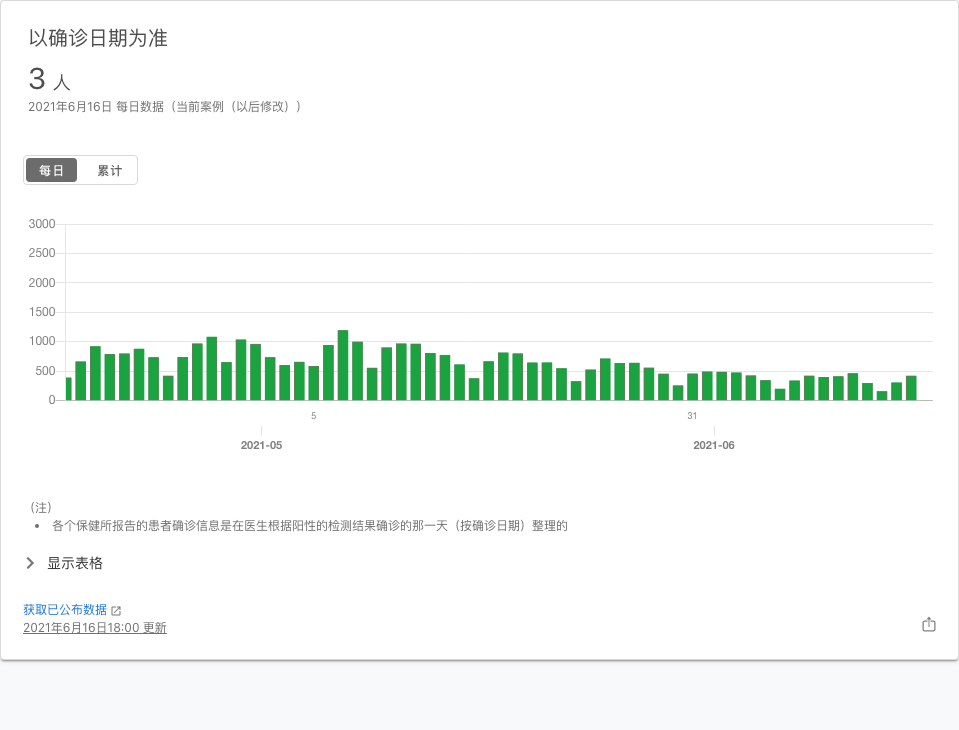 以确诊日期为准
3 人
2021年6月16日 每日数据（当前案例（以后修改））
每日 累计
3000
2500
2000
1500
1000
500
0
5 31
2021-05 2021-06
（注）
• 各个保健所报告的患者确诊信息是在医生根据阳性的检测结果确诊的那一天（按确诊日期）整理的
显示表格
获取已公布数据
2021年6月16日18:00 更新